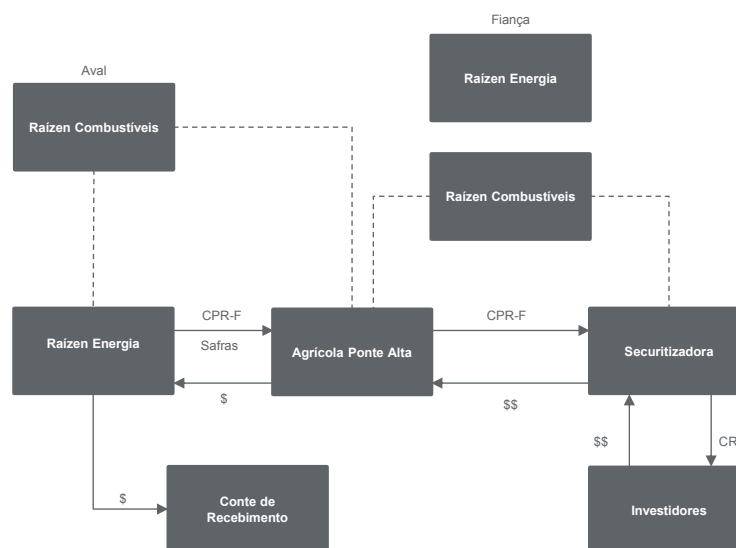 Fiança
Raízen Energia
Aval
Raízen Combustíveis
Raízen Combustíveis
Raízen Energia
CPR-F
Safras
$
Agrícola Ponte Alta
CPR-F
$$
Securitizadora
$$
CR
$
Conte de
Recebimento
Investidores